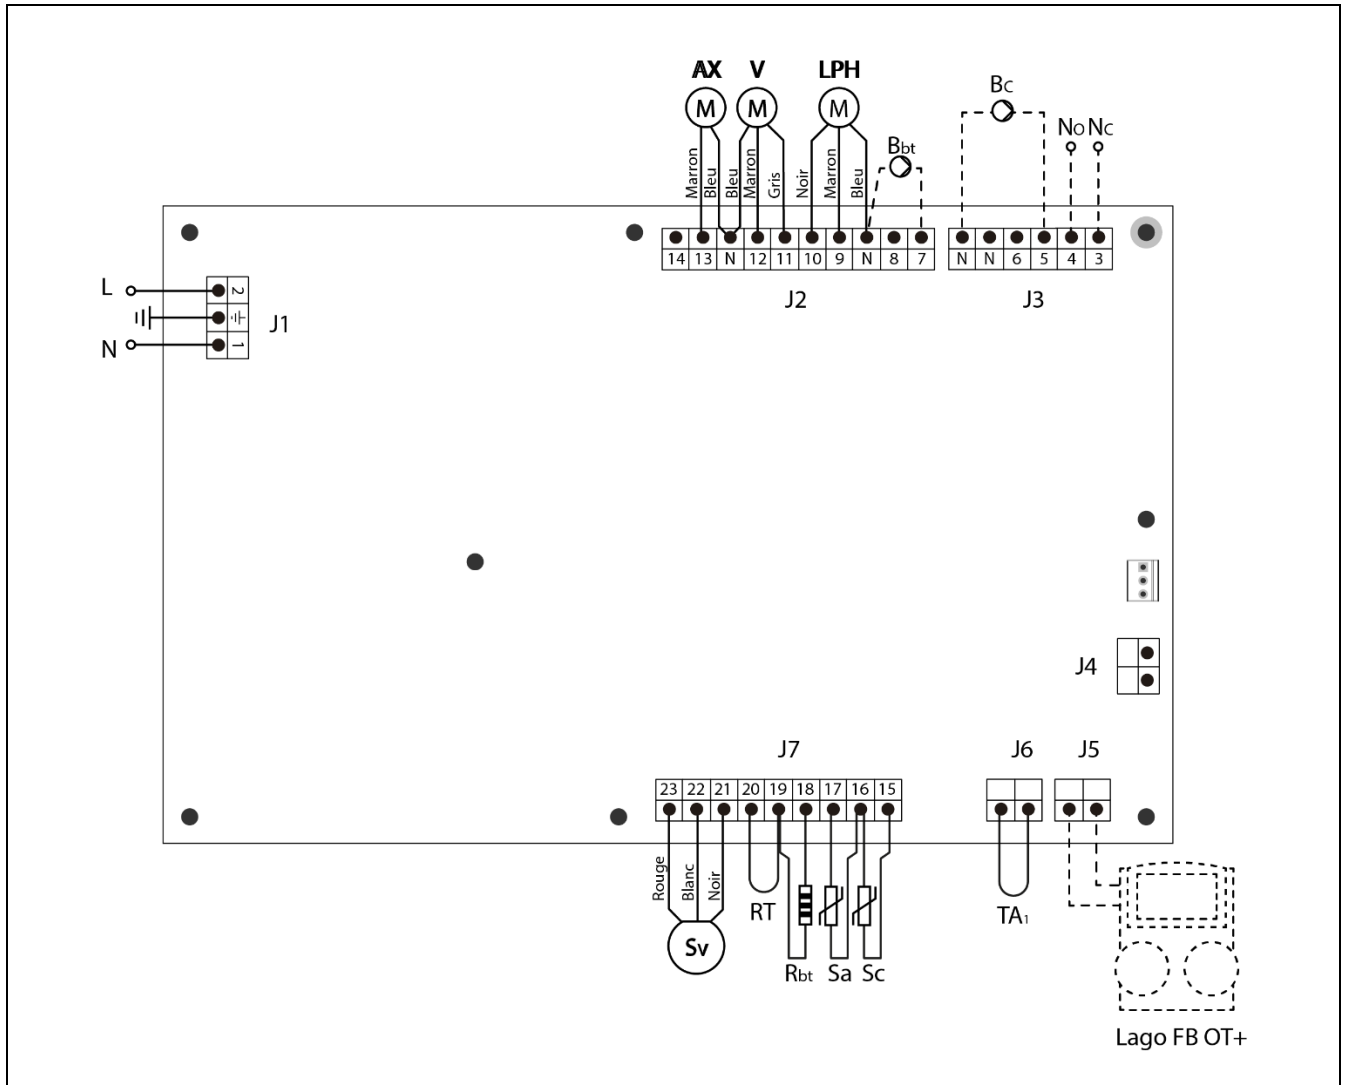 AX V LPH
M M M
Bc
No Nc
Bbt
Marron Bleu Bleu Marron Gris Noir Marron Bleu
14 13 N 12 11 10 9 N 8 7
N N 6 5 4 3
L
2
J1
N
1
J2
J3
J4
J7
J6
J5
23 22 21 20 19 18 17 16 15
Rouge Blanc Noir
RT
TA1
Sv
Rbt Sa Sc
Lago FB OT+